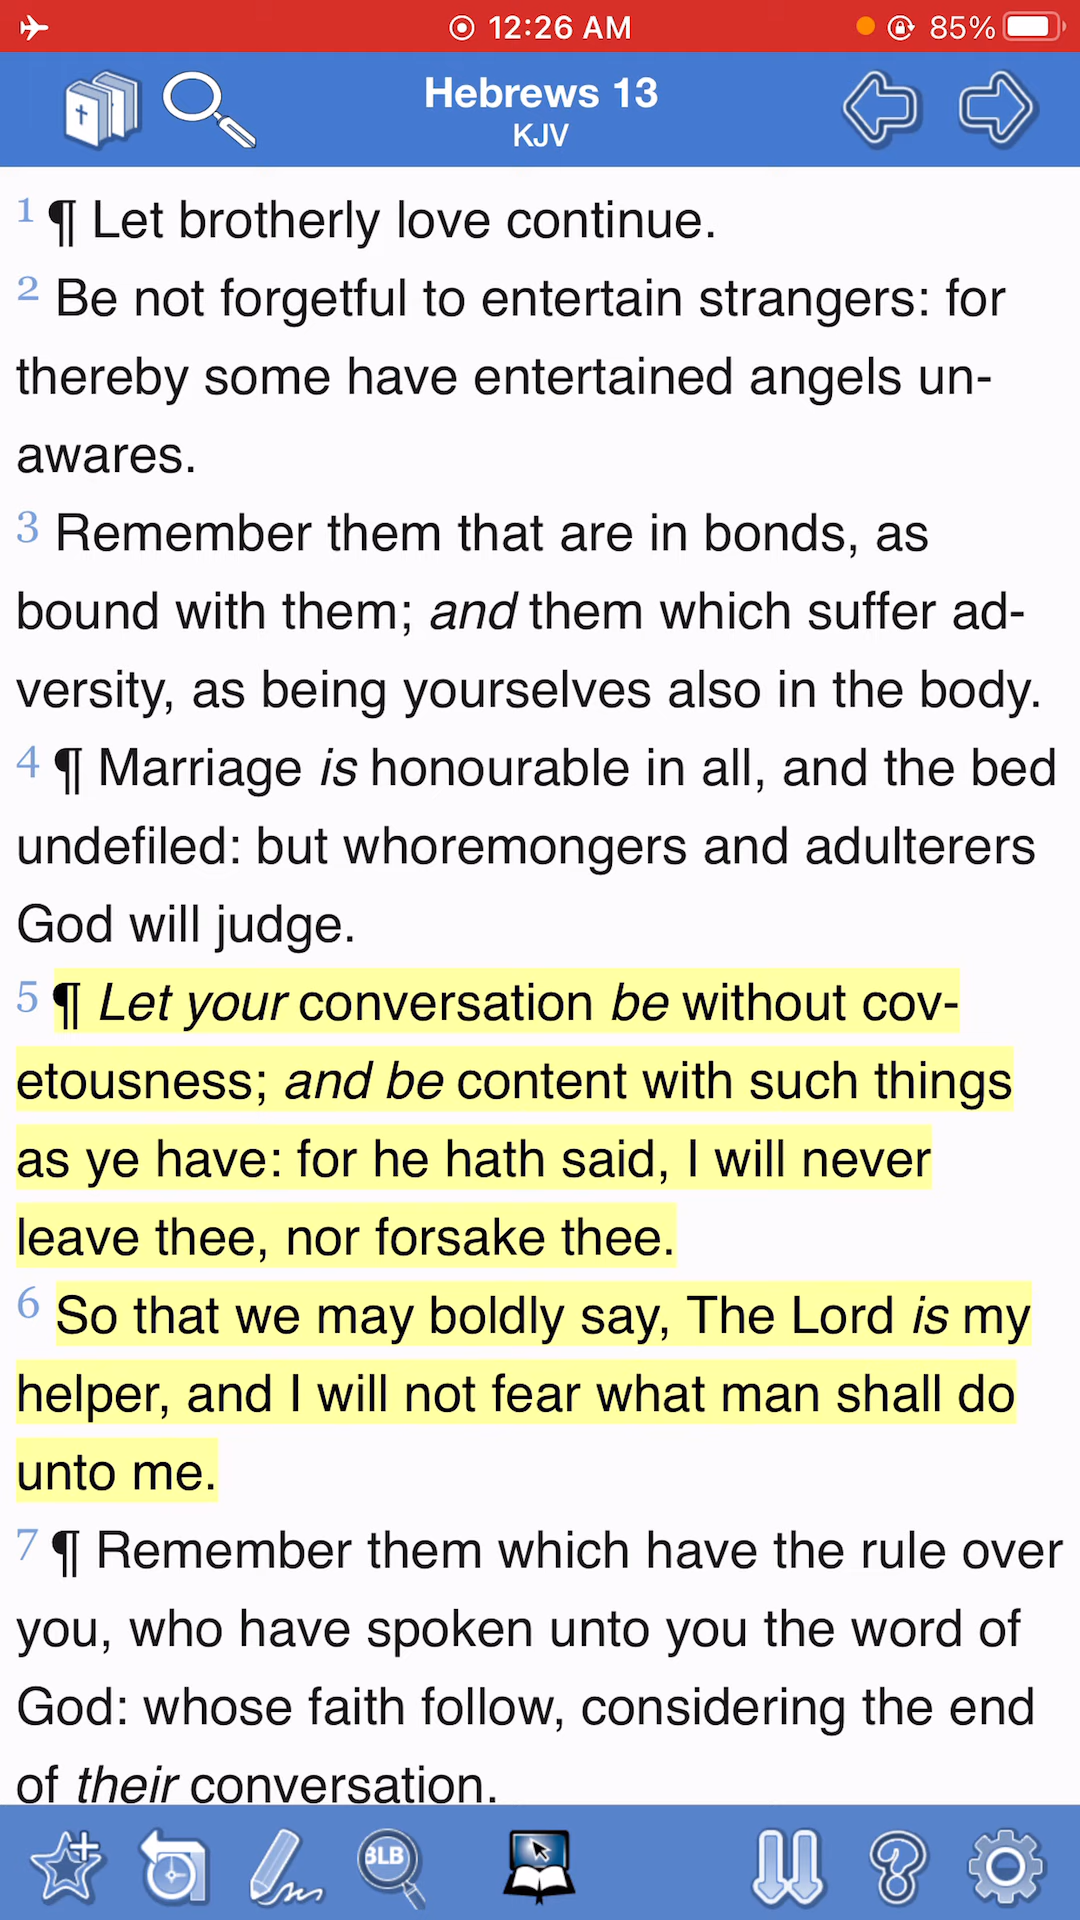 12:26 AM 85%
Hebrews 13
KJV
1 ¶ Let brotherly love continue.
2 Be not forgetful to entertain strangers: for
thereby some have entertained angels un-
awares.
3 Remember them that are in bonds, as
bound with them; and them which suffer ad-
versity, as being yourselves also in the body.
4 ¶ Marriage is honourable in all, and the bed
undefiled: but whoremongers and adulterers
God will judge.
5 ¶ Let your conversation be without cov-
etousness; and be content with such things
as ye have: for he hath said, I will never
leave thee, nor forsake thee.
6 So that we may boldly say, The Lord is my
helper, and I will not fear what man shall do
unto me.
7 ¶ Remember them which have the rule over
you, who have spoken unto you the word of
God: whose faith follow, considering the end
of their conversation.
BLB